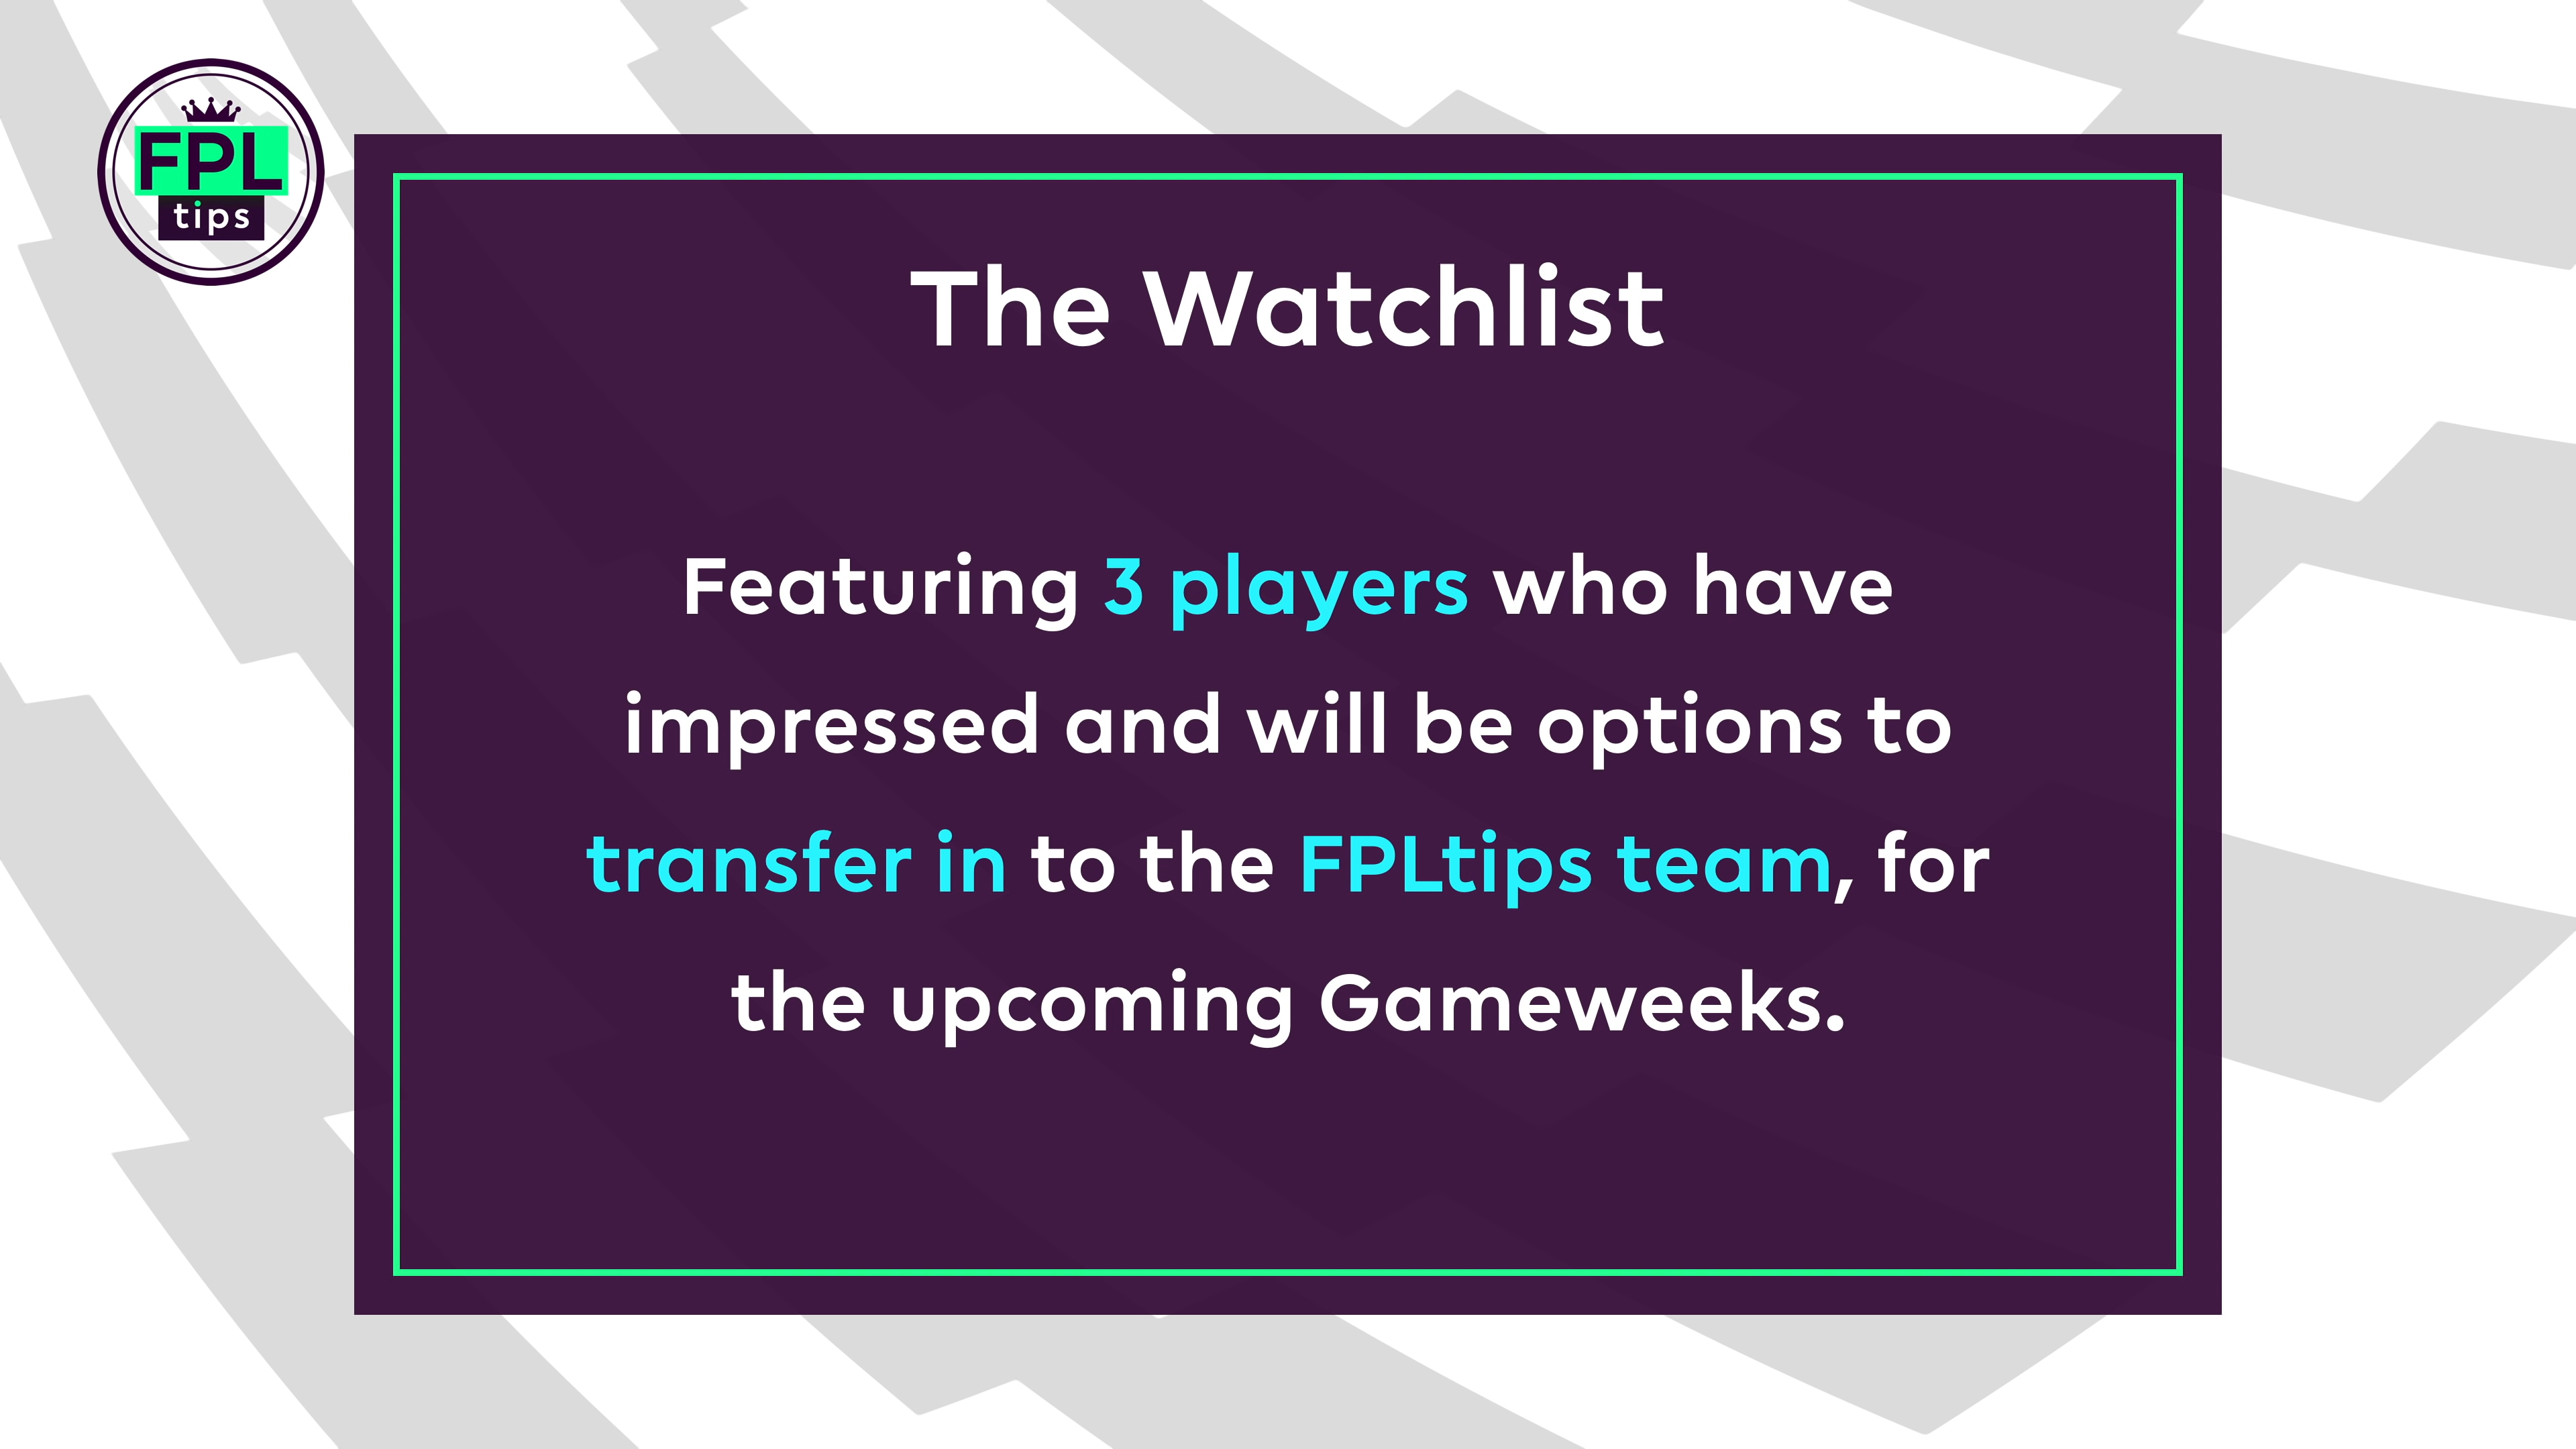 FPL
tips
The Watchlist
Featuring 3 players who have
impressed and will be options to
transfer in to the FPLtips team, for
the upcoming Gameweeks.